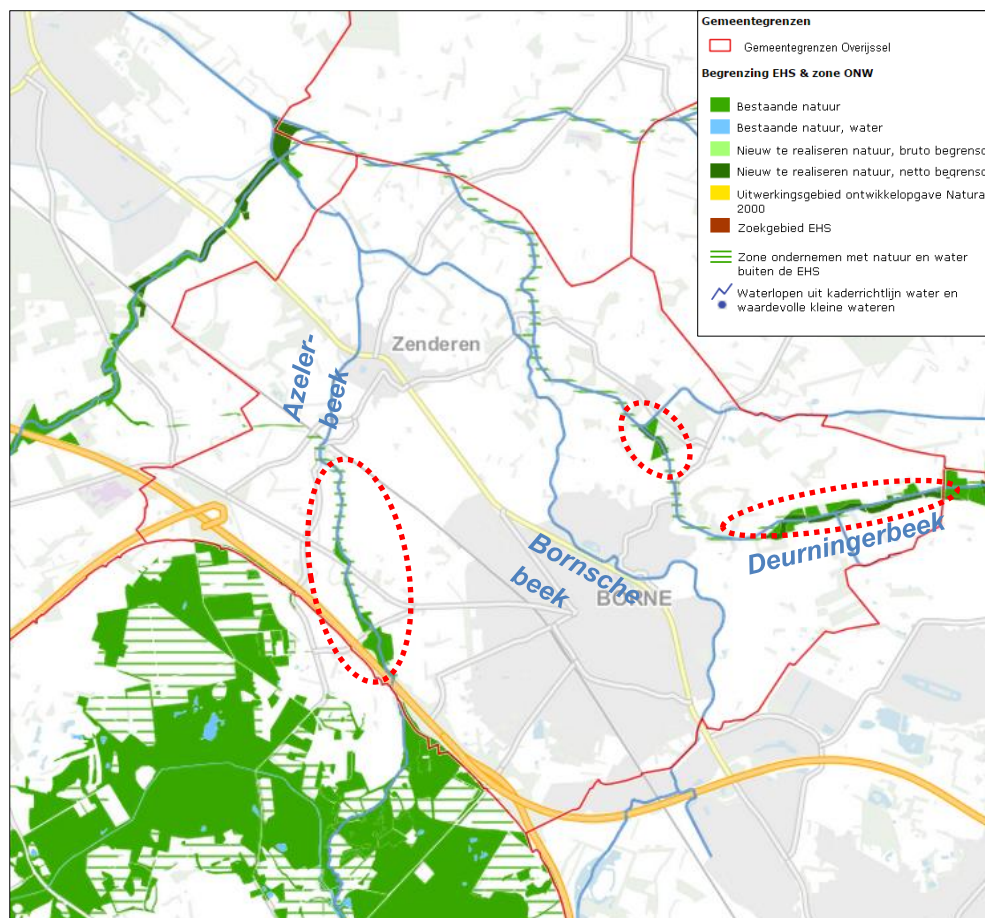 Gemeentegrenzen
Gemeentegrenzen Overijssel
Begrenzing EHS & zone ONW
Bestaande natuur
Bestaande natuur, water
Nieuw te realiseren natuur, bruto begrensd
Nieuw te realiseren natuur, netto begrensd
Uitwerkingsgebied ontwikkelopgave Natura
2000
Zoekgebied EHS
Zone ondernemen met natuur en water
buiten de EHS
Waterlopen uit kaderrichtlijn water en
waardevolle kleine wateren
Zenderen
Azeler-
beek
Bornsche
beek
BORNE
Deurningerbeek